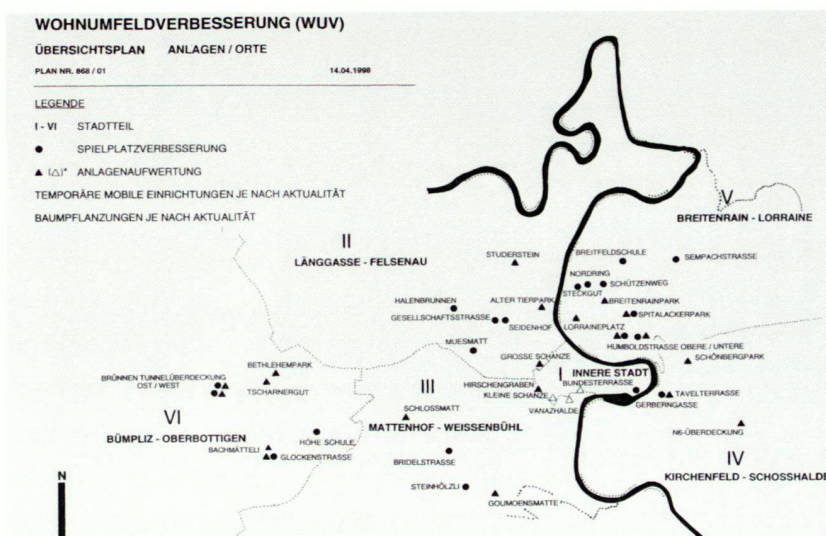 WOHNUMFELDVERBESSERUNG (WUV)
ÜBERSICHTSPLAN ANLAGEN / ORTE
PLAN NR. 868 / 01 14.04.1998
LEGENDE
I - VI STADTTEIL
SPIELPLATZVERBESSERUNG
(△)* ANLAGENAUFWERTUNG
TEMPORÄRE MOBILE EINRICHTUNGEN JE NACH AKTUALITÄT
BAUMPFLANZUNGEN JE NACH AKTUALITÄT
V
BREITENRAIN - LORRAINE
II
LÄNGGASSE - FELSENAU
STUDERSTEIN
BREITFELDSCHULE
SEMPACHSTRASSE
NORDRING
SCHÜTZENWEG
STECKGUT
HALENBRUNNEN
ALTER TIERPARK
BREITENRAINPARK
GESELLSCHAFTSSTRASSE
SEIDENHOF
LORRAINEPLATZ
SPITALACKERPARK
HUMBOLDSTRASSE OBERE / UNTERE
MUESMATT
GROSSE SCHANZE
SCHÖNBERGPARK
BETHLEHEMPARK
BRÜNNEN TUNNELÜBERDECKUNG
OST / WEST
TSCHARNERGUT
III
HIRSCHENGRABEN
I INNERE STADT
BUNDESTERRASSE
KLEINE SCHANZE
VANAZHALDE
TAVELTERRASSE
GERBERNGASSE
VI
BÜMPLIZ - OBERBOTTIGEN
SCHLOSSMATT
MATTENHOF - WEISSENBÜHL
N6-ÜBERDECKUNG
HÖHE SCHULE
BACHMÄTTELI
GLOCKENSTRASSE
BRIDELSTRASSE
IV
KIRCHENFELD - SCHOSSHALDE
STEINHÖLZLI
GOUMOENSMATTE
N